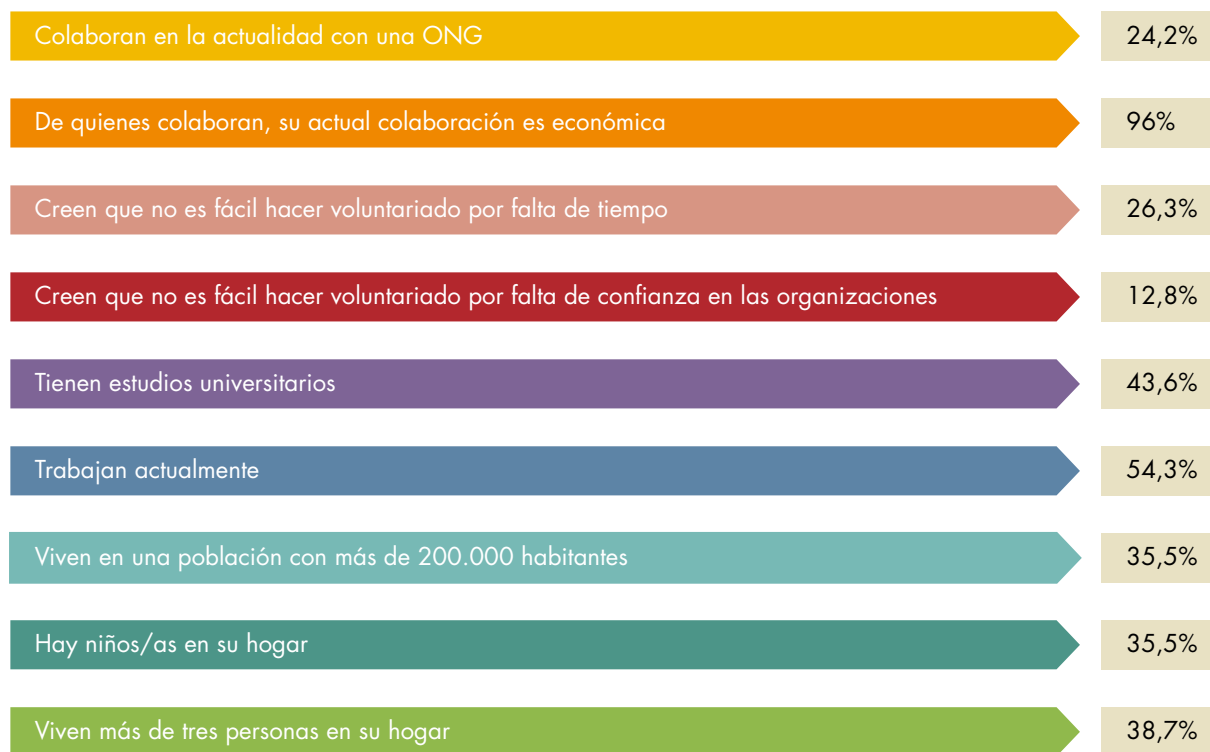 Colaboran en la actualidad con una ONG 24,2%
De quienes colaboran, su actual colaboración es económica 96%
Creen que no es fácil hacer voluntariado por falta de tiempo 26,3%
Creen que no es fácil hacer voluntariado por falta de confianza en las organizaciones 12,8%
Tienen estudios universitarios 43,6%
Trabajan actualmente 54,3%
Viven en una población con más de 200.000 habitantes 35,5%
Hay niños/as en su hogar 35,5%
Viven más de tres personas en su hogar 38,7%